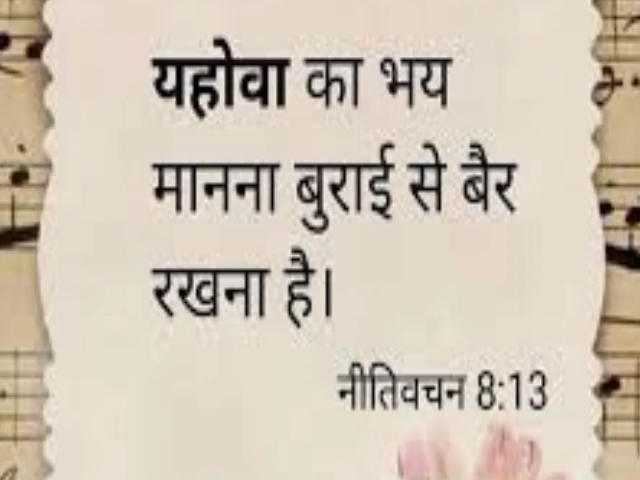 यहोवा का भय
मानना बुराई से बैर
रखना है।
नीतिवचन 8:13